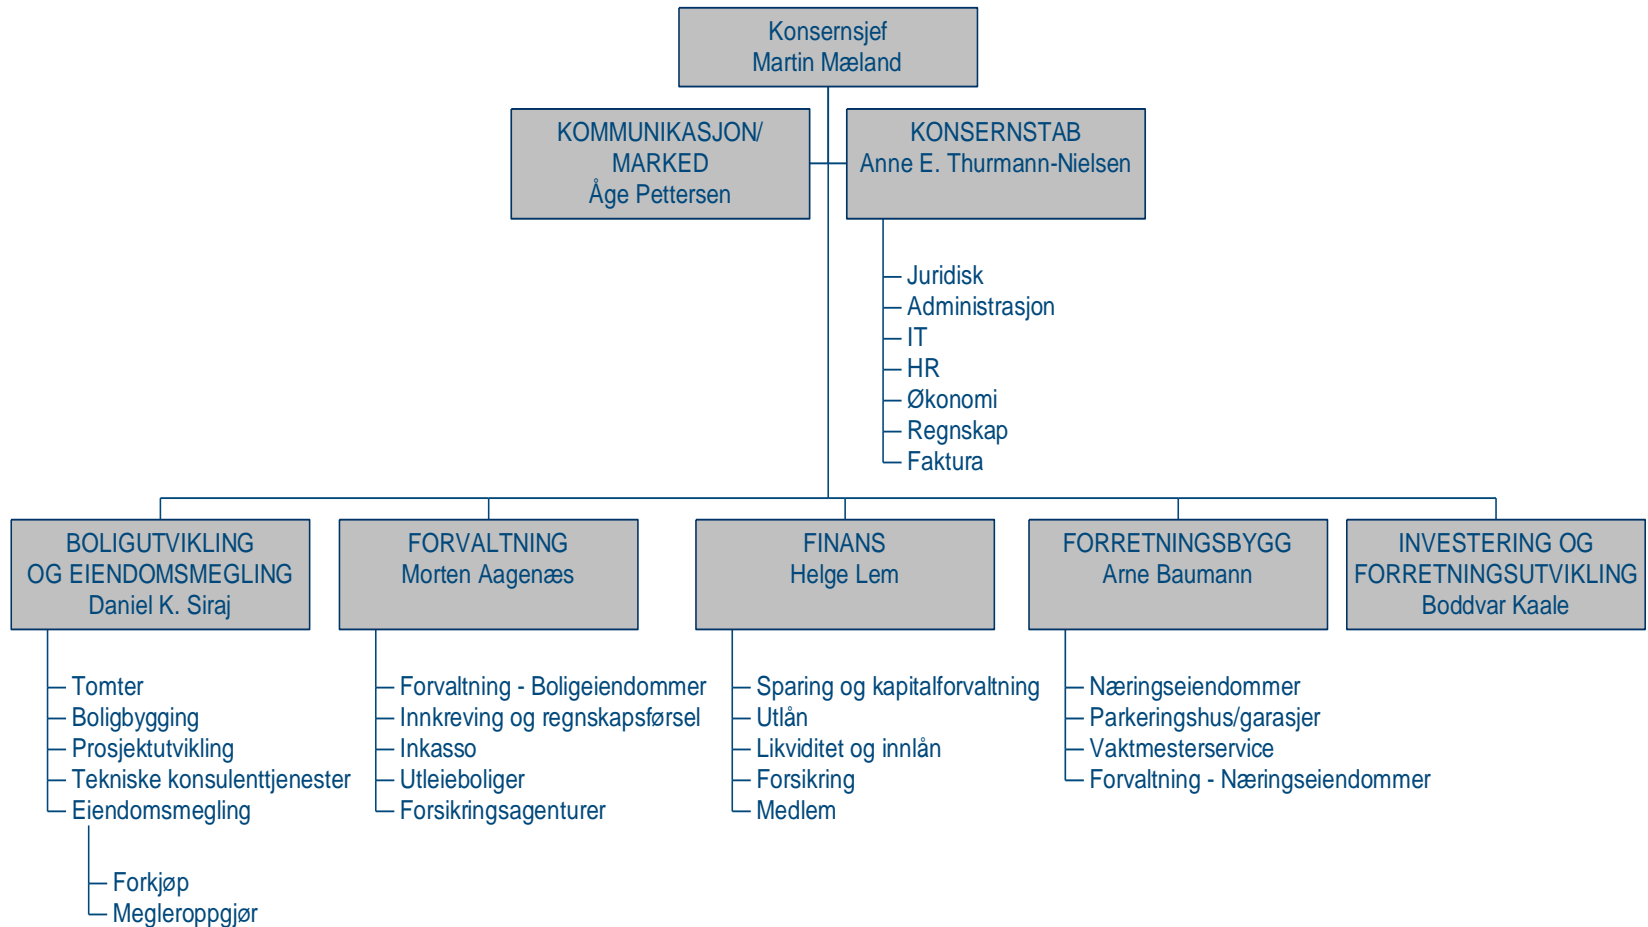 Konsernsjef
Martin Mæland
KOMMUNIKASJON/
MARKED
Åge Pettersen
KONSERNSTAB
Anne E. Thurmann-Nielsen
Juridisk
Administrasjon
IT
HR
Økonomi
Regnskap
Faktura
BOLIGUTVIKLING
OG EIENDOMSMEGLING
Daniel K. Siraj
Tomter
Boligbygging
Prosjektutvikling
Tekniske konsulenttjenester
Eiendomsmegling
Forkjøp
Megleroppgjør
FORVALTNING
Morten Aagenæs
Forvaltning - Boligeiendommer
Innkreving og regnskapsførsel
Inkasso
Utleieboliger
Forsikringsagenturer
FINANS
Helge Lem
Sparing og kapitalforvaltning
Utlån
Likviditet og innlån
Forsikring
Medlem
FORRETNINGSBYGG
Arne Baumann
Næringseiendommer
Parkeringshus/garasjer
Vaktmesterservice
Forvaltning - Næringseiendommer
INVESTERING OG
FORRETNINGSUTVIKLING
Boddvar Kaale